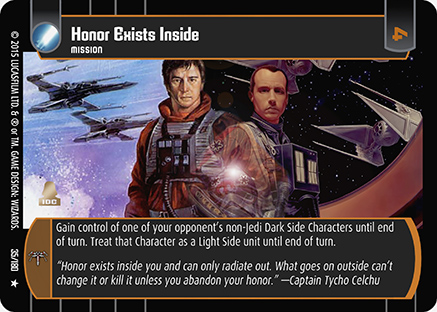 Honor Exists Inside
MISSION
4
© 2015 LUCASFILM LTD. & ® or TM. GAME DESIGN: WIZARDS.
IDC
Gain control of one of your opponent's non-Jedi Dark Side Characters until end
of turn. Treat that Character as a Light Side unit until end of turn.
"Honor exists inside you and can only radiate out. What goes on outside can't
change it or kill it unless you abandon your honor." —Captain Tycho Celchu